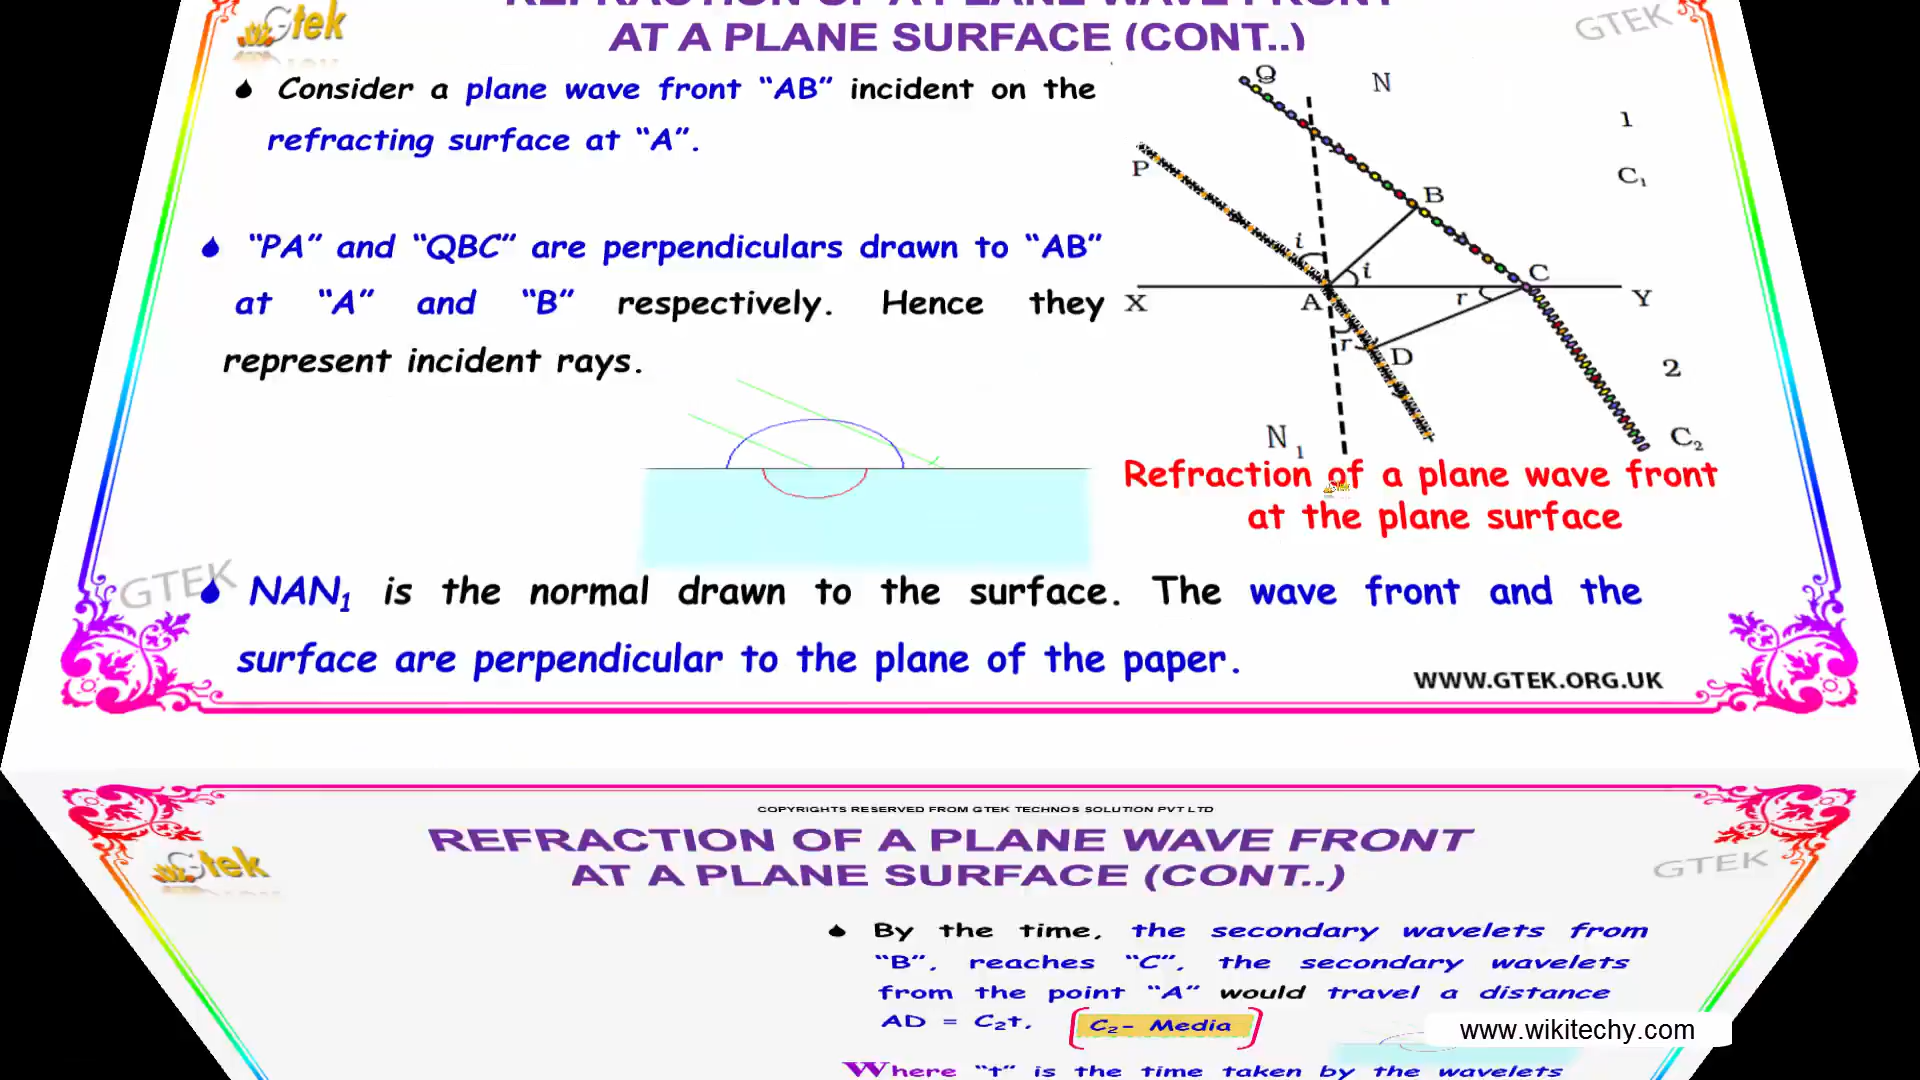 REFRACTION OF A PLANE WAVE FRONT
AT A PLANE SURFACE (CONT..)
Gtek
GTEK
Consider a plane wave front “AB” incident on the
refracting surface at “A”.
“PA” and “QBC” are perpendiculars drawn to “AB”
at “A” and “B” respectively. Hence they
represent incident rays.
Q
N
1
P
C₁
B
i
i
C
X
A
r
Y
r
D
2
N₁
C₂
Refraction of a plane wave front
at the plane surface
GTEK
NAN₁ is the normal drawn to the surface. The wave front and the
surface are perpendicular to the plane of the paper.
WWW.GTEK.ORG.UK
COPYRIGHTS RESERVED FROM GTEK TECHNOS SOLUTION PVT LTD
REFRACTION OF A PLANE WAVE FRONT
AT A PLANE SURFACE (CONT..)
Gtek
GTEK
By the time, the secondary wavelets from
“B”, reaches “C”, the secondary wavelets
from the point “A” would travel a distance
AD = C₂t, C₂- Media
www.wikitechy.com
Where “t” is the time taken by the wavelets